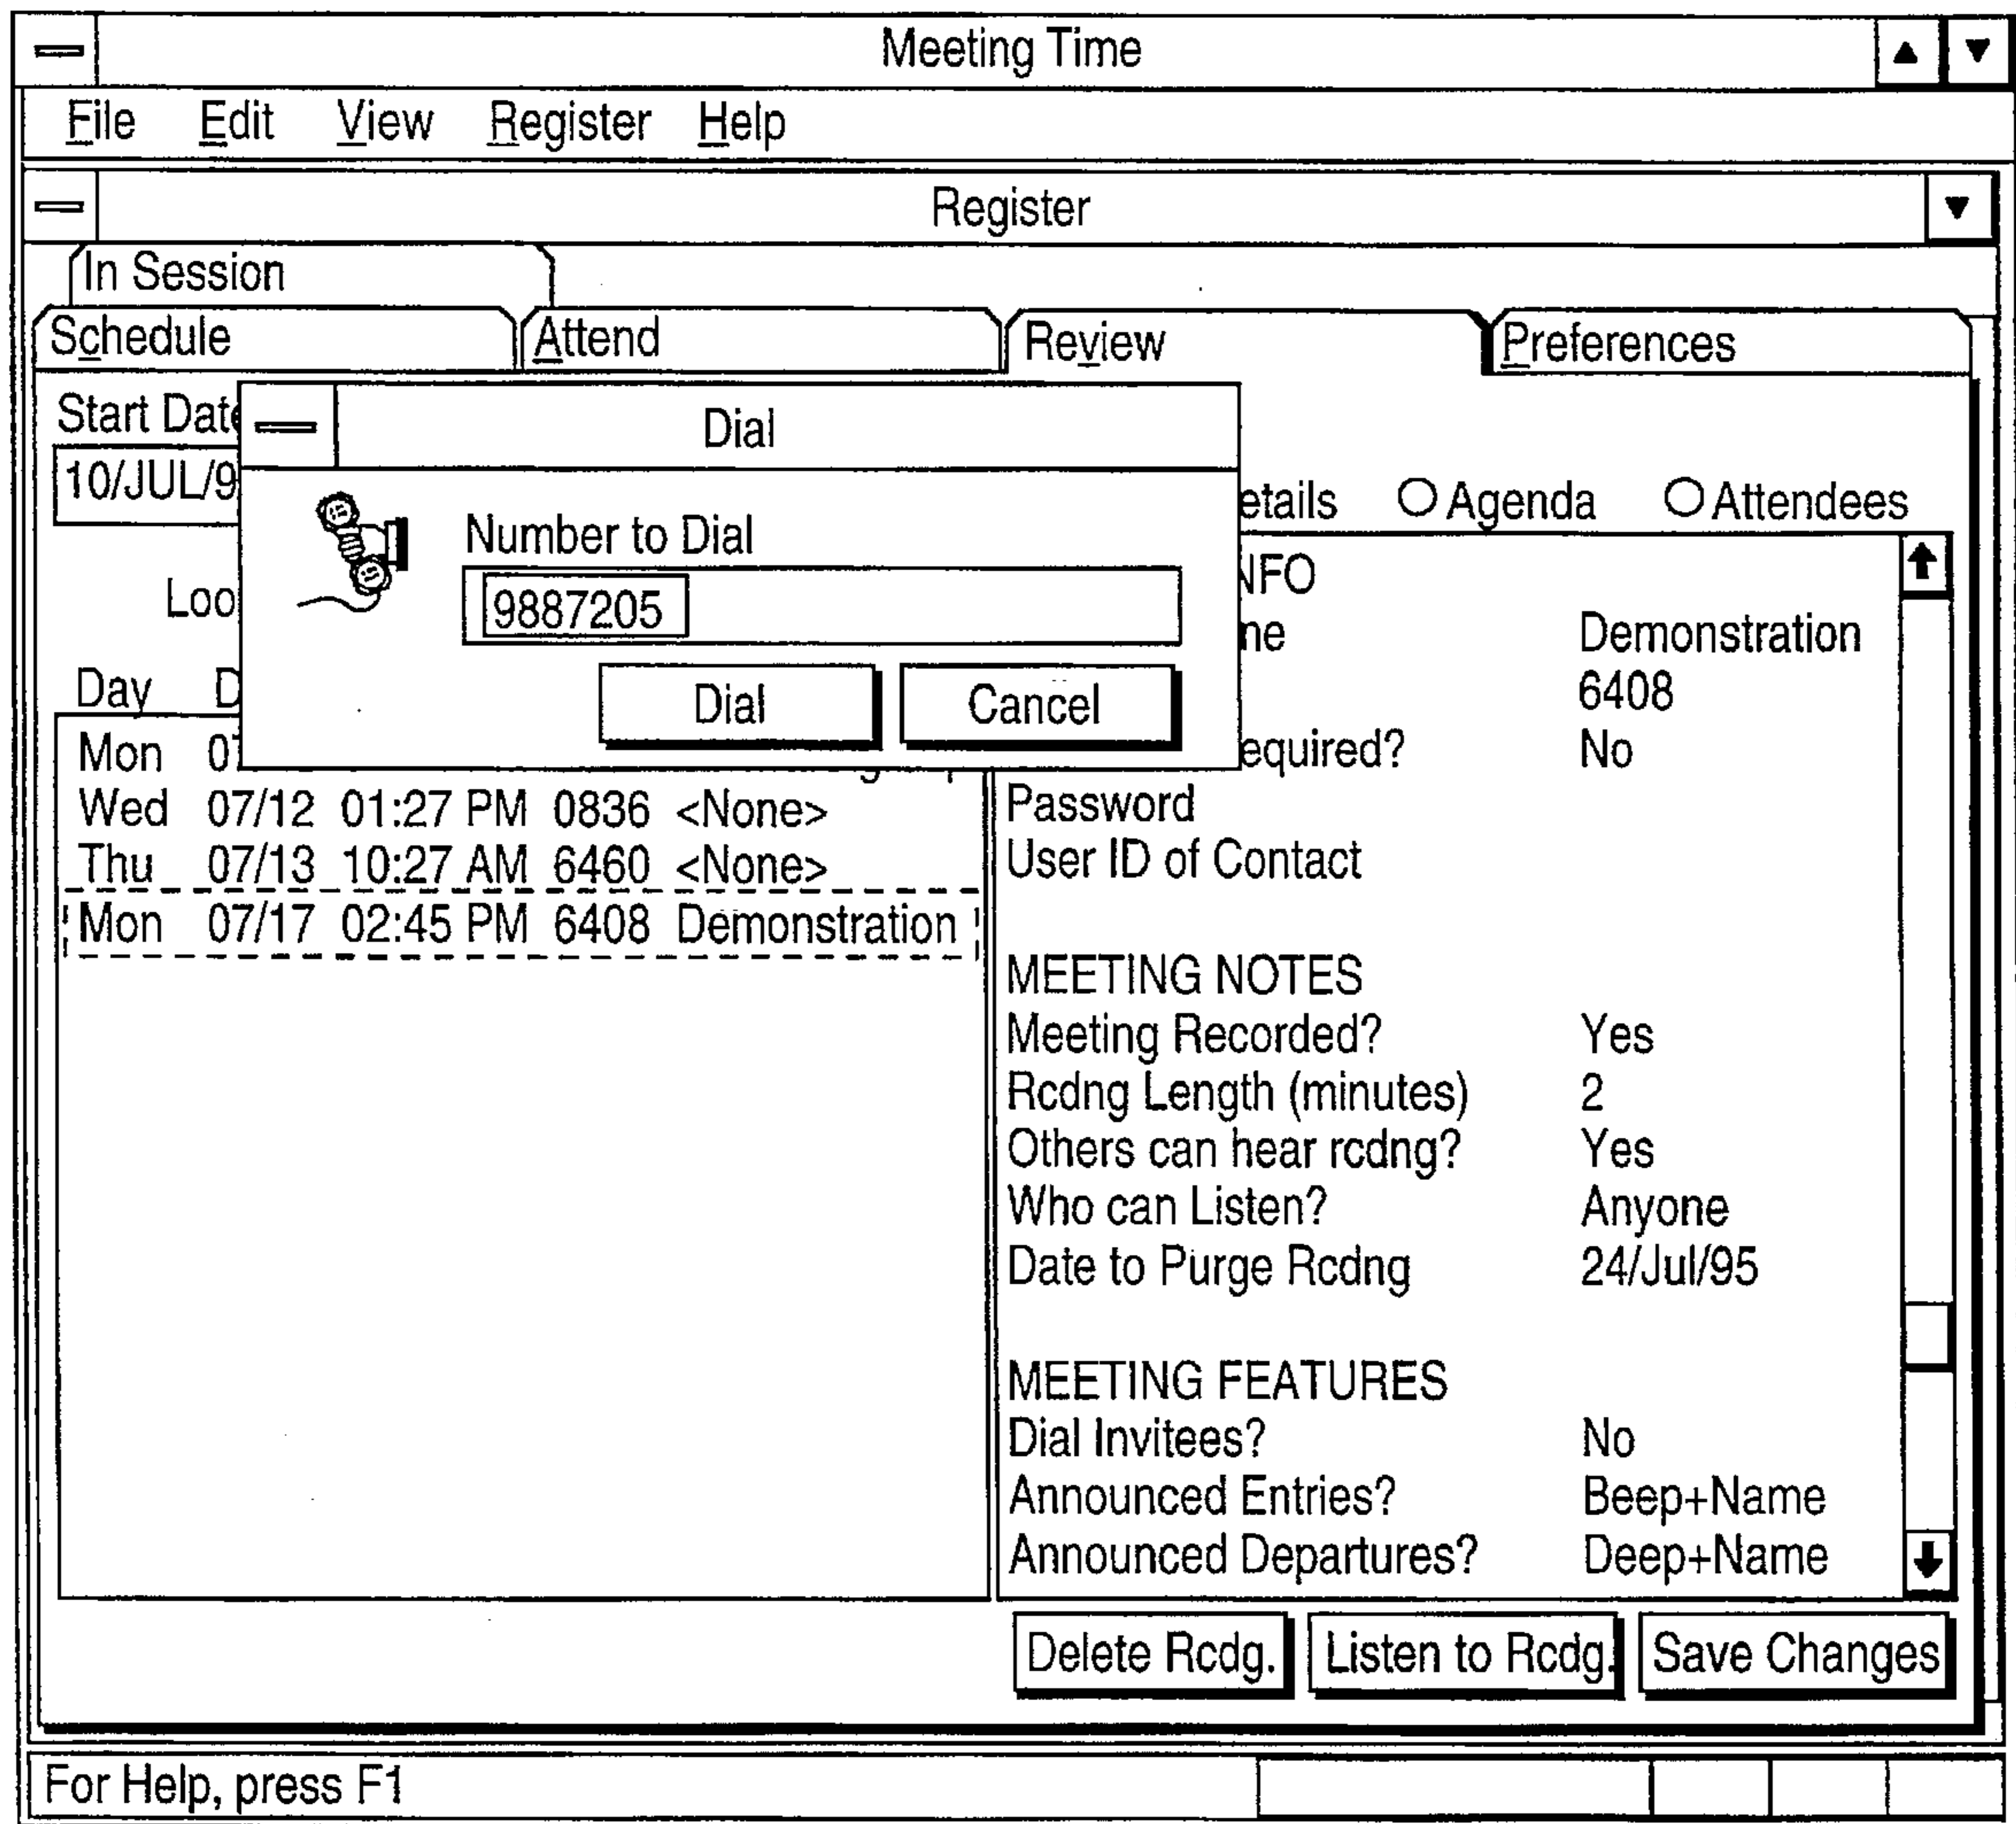 Meeting Time
File Edit View Register Help
Register
In Session
Schedule Attend Review Preferences
Start Date
10/JUL/9
Dial
Number to Dial
9887205
Dial Cancel
etails Agenda Attendees
NFO
Loo
me Demonstration
6408
Day D
equired? No
Mon 07
Wed 07/12 01:27 PM 0836 <None>
Thu 07/13 10:27 AM 6460 <None>
Mon 07/17 02:45 PM 6408 Demonstration
Password
User ID of Contact
MEETING NOTES
Meeting Recorded? Yes
Rcdng Length (minutes) 2
Others can hear rcdng? Yes
Who can Listen? Anyone
Date to Purge Rcdng 24/Jul/95
MEETING FEATURES
Dial Invitees? No
Announced Entries? Beep+Name
Announced Departures? Deep+Name
Delete Rcdg. Listen to Rcdg. Save Changes
For Help, press F1